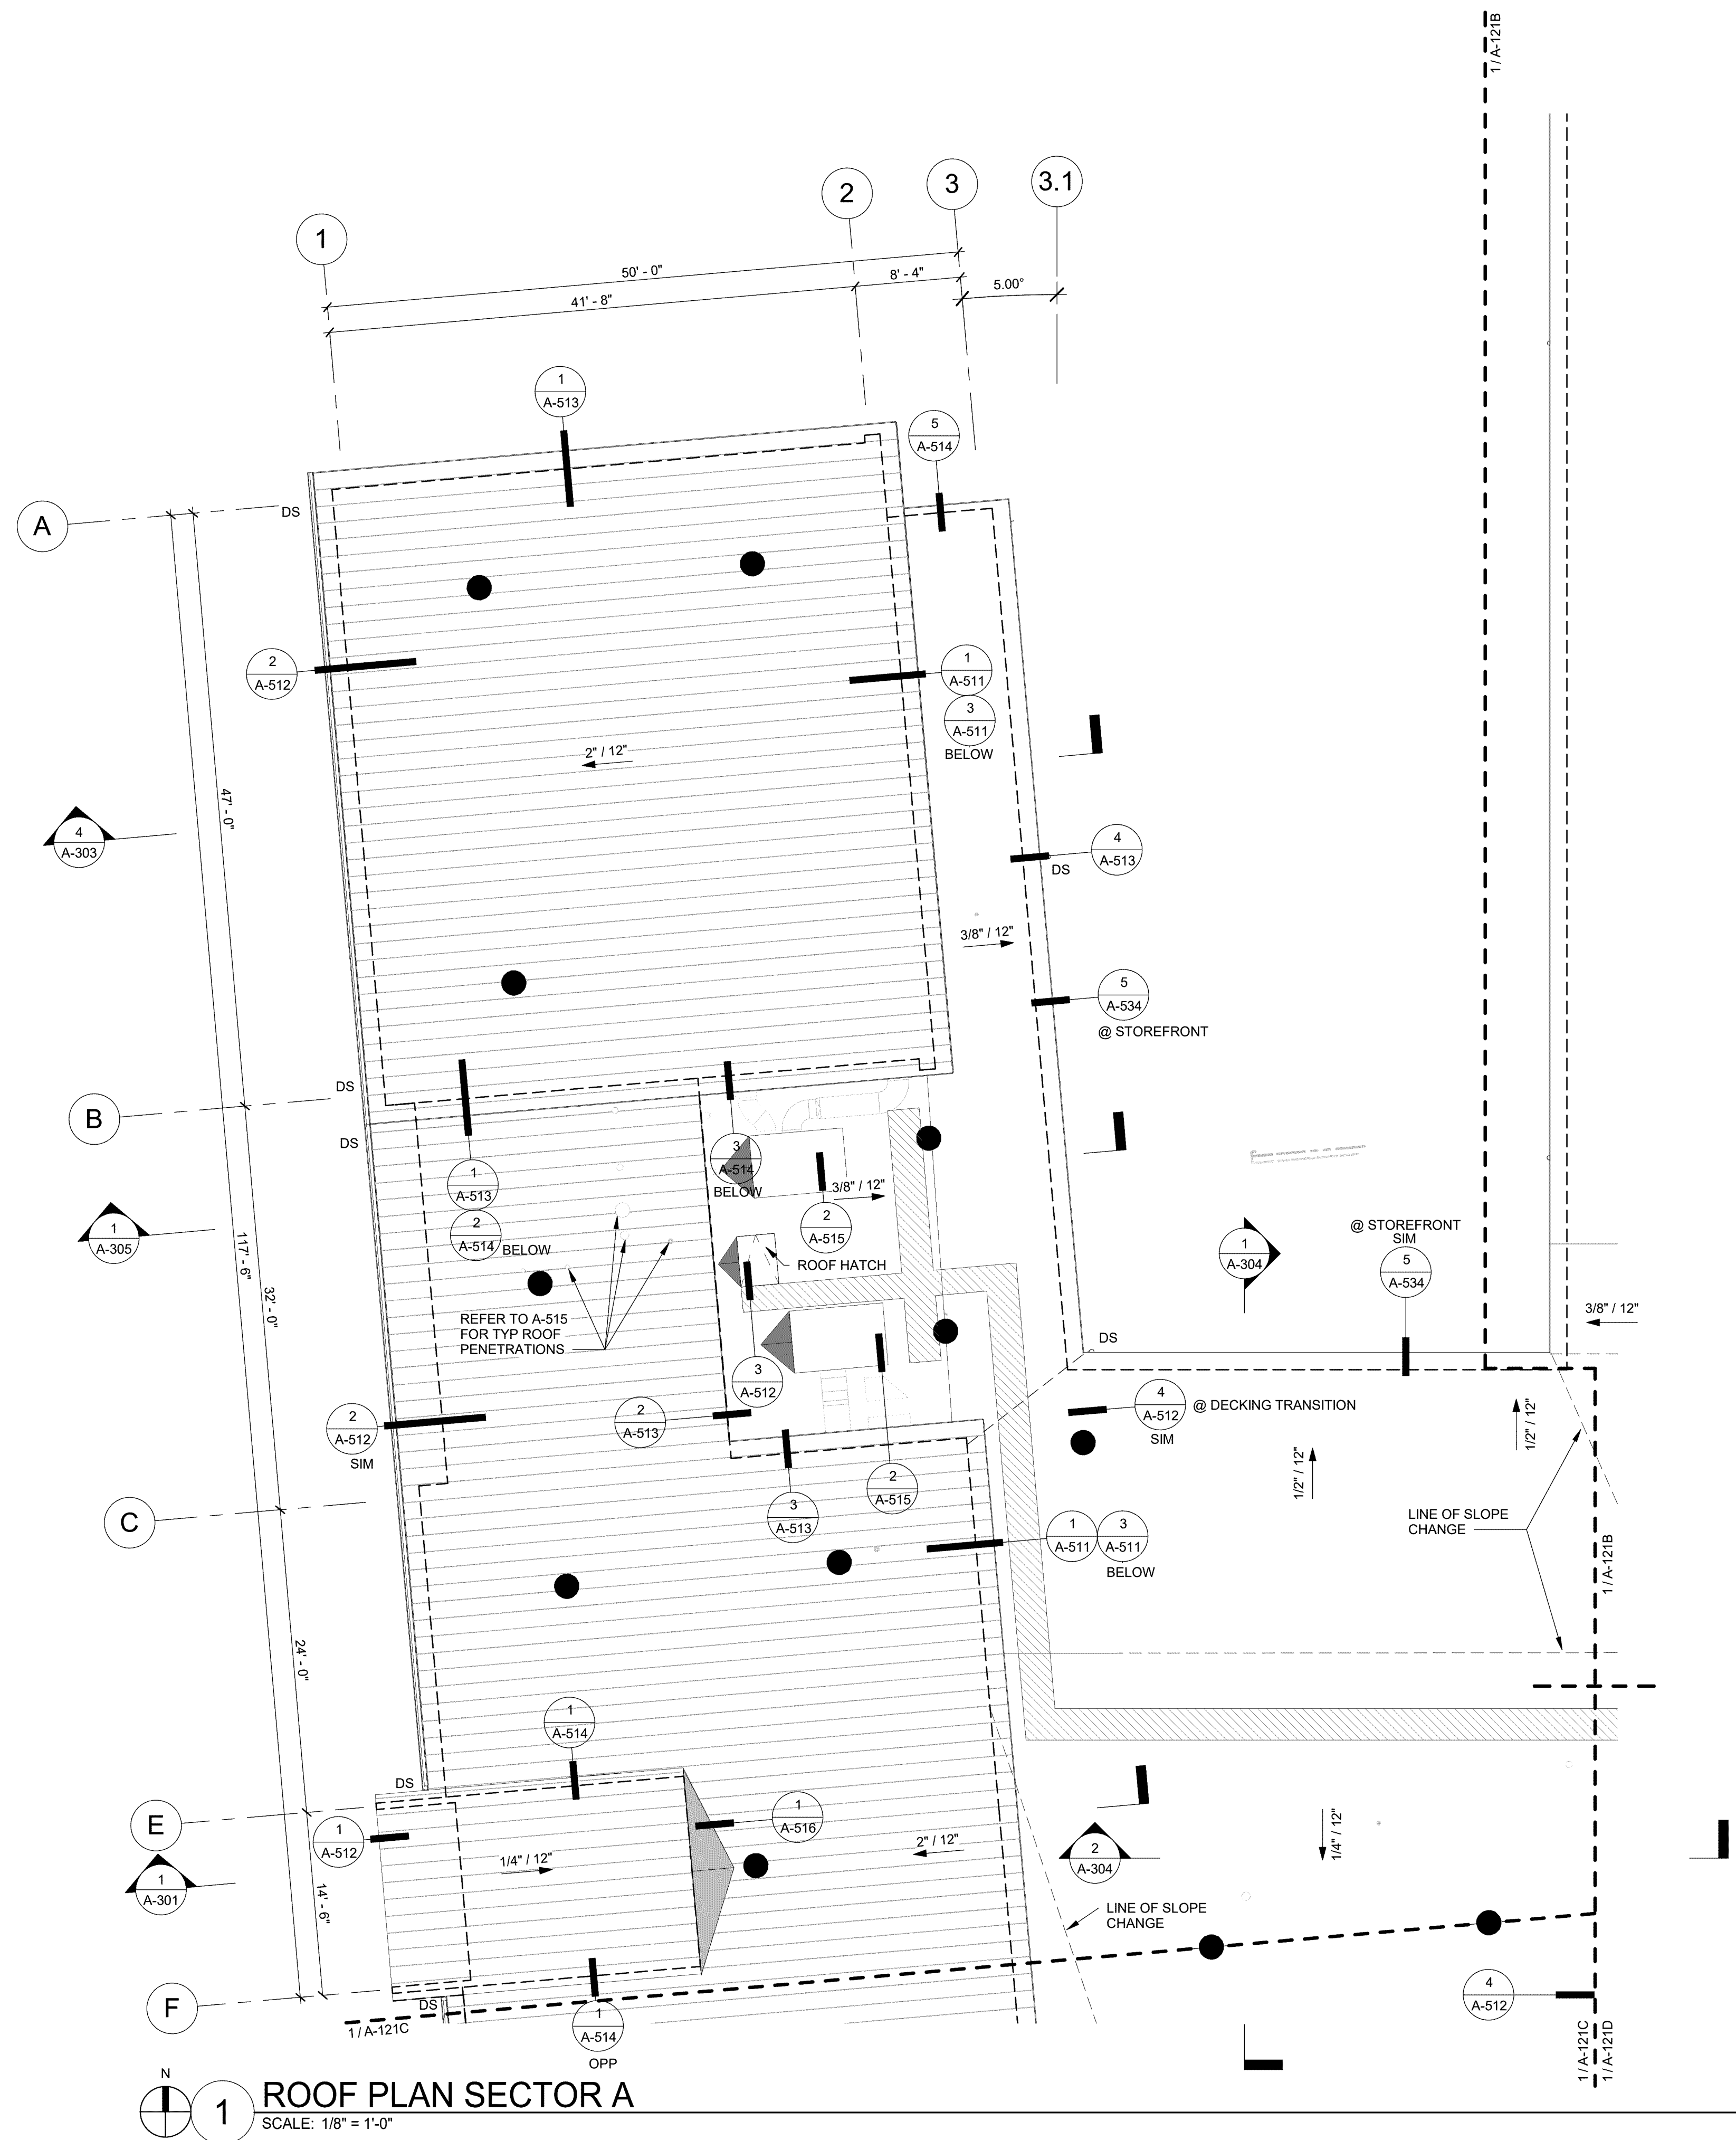 1 / A-121B
1
2
3
3.1
50' - 0"
8' - 4"
41' - 8"
5.00°
1
A-513
5
A-514
A
DS
2
A-512
1
A-511
3
A-511
BELOW
2" / 12"
47' - 0"
4
A-303
4
A-513
DS
3/8" / 12"
5
A-534
@ STOREFRONT
DS
B
DS
3
A-514
BELOW
1
A-513
2
A-514
BELOW
3/8" / 12"
2
A-515
1
A-305
117' - 6"
32' - 0"
ROOF HATCH
REFER TO A-515
FOR TYP ROOF
PENETRATIONS
@ STOREFRONT
SIM
5
A-534
1
A-304
3/8" / 12"
DS
3
A-512
2
A-513
2
A-512
SIM
4
A-512
@ DECKING TRANSITION
SIM
1/2" / 12"
1/2" / 12"
2
A-515
3
A-513
C
LINE OF SLOPE
CHANGE
1
A-511
3
A-511
BELOW
1 / A-121B
24' - 0"
1
A-514
DS
E
1
A-512
1
A-516
2" / 12"
1/4" / 12"
1/4" / 12"
2
A-304
1
A-301
14' - 6"
LINE OF SLOPE
CHANGE
F
DS
1 / A-121C
1
A-514
OPP
4
A-512
1 / A-121C
1 / A-121D
N
1
ROOF PLAN SECTOR A
SCALE: 1/8" = 1'-0"